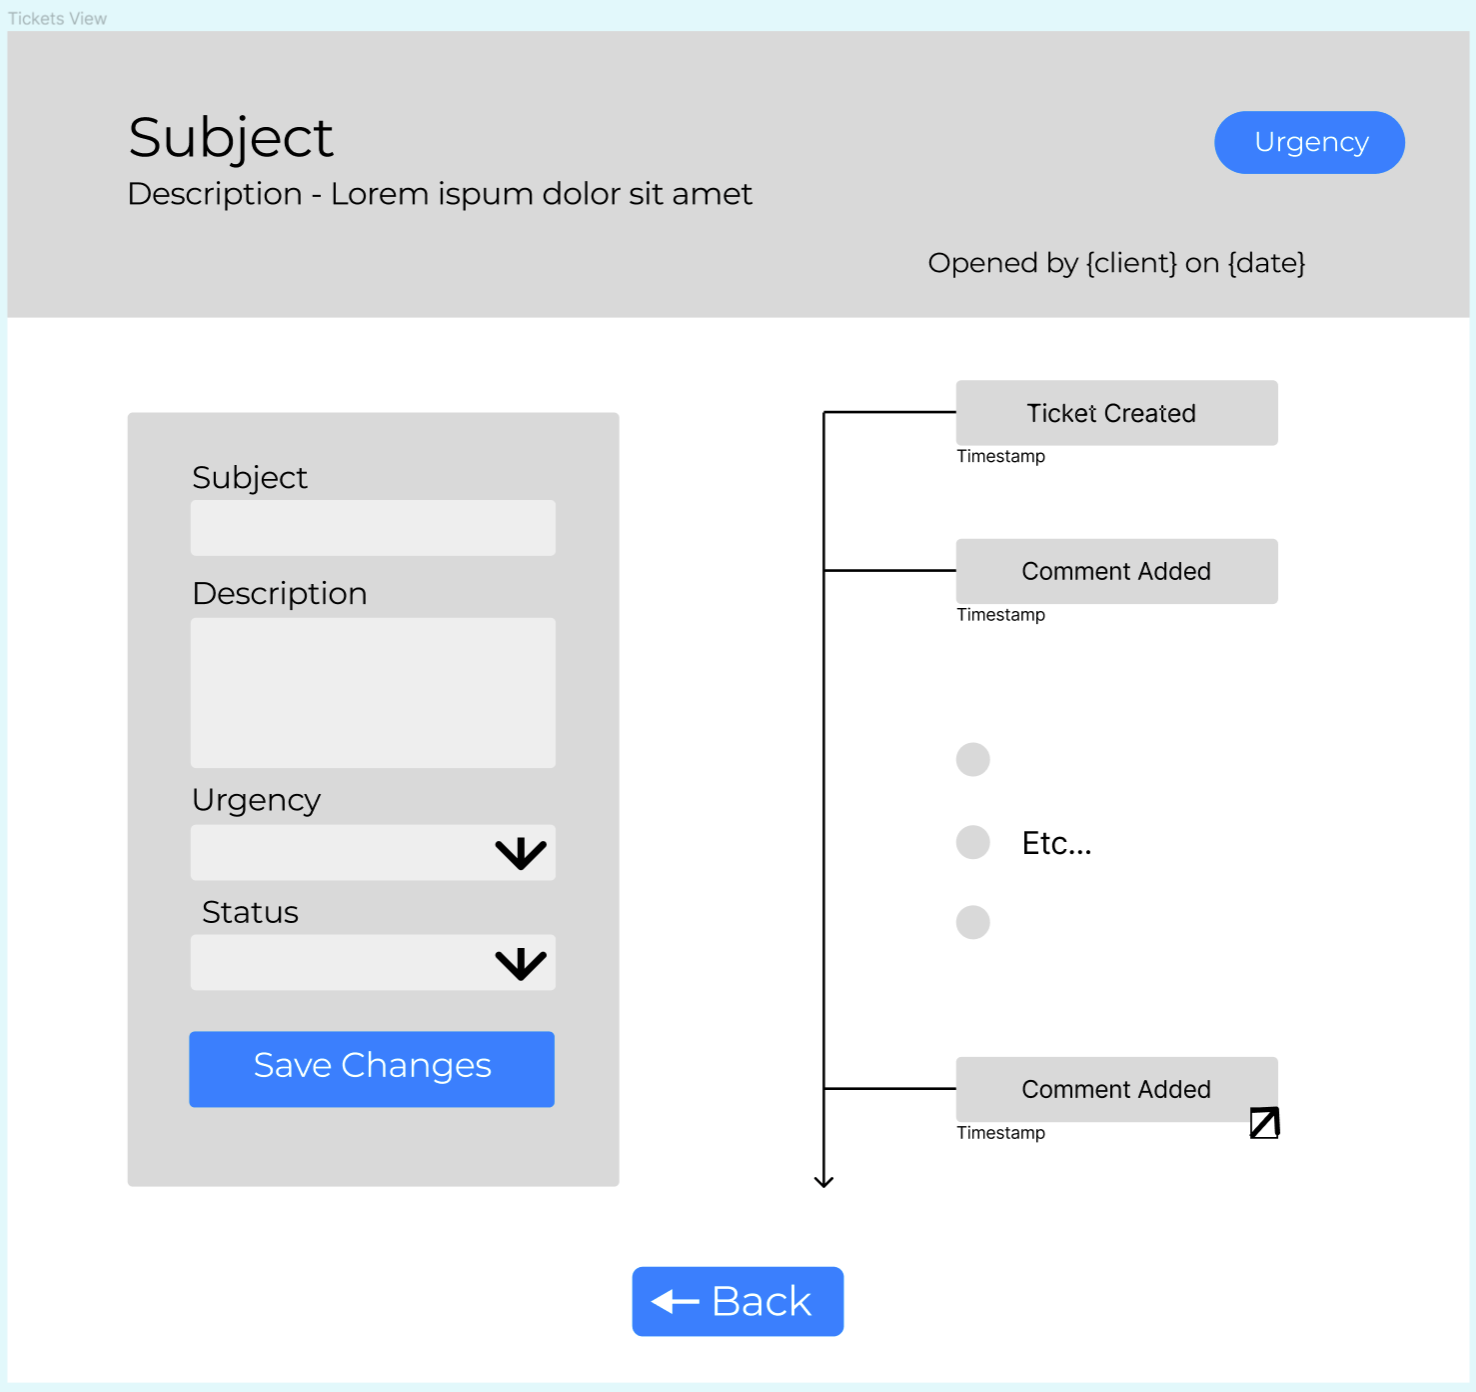 Tickets View
Subject
Urgency
Description - Lorem ispum dolor sit amet
Opened by {client} on {date}
Subject
Description
Urgency
Status
Save Changes
Ticket Created
Timestamp
Comment Added
Timestamp
Etc...
Comment Added
Timestamp
Back